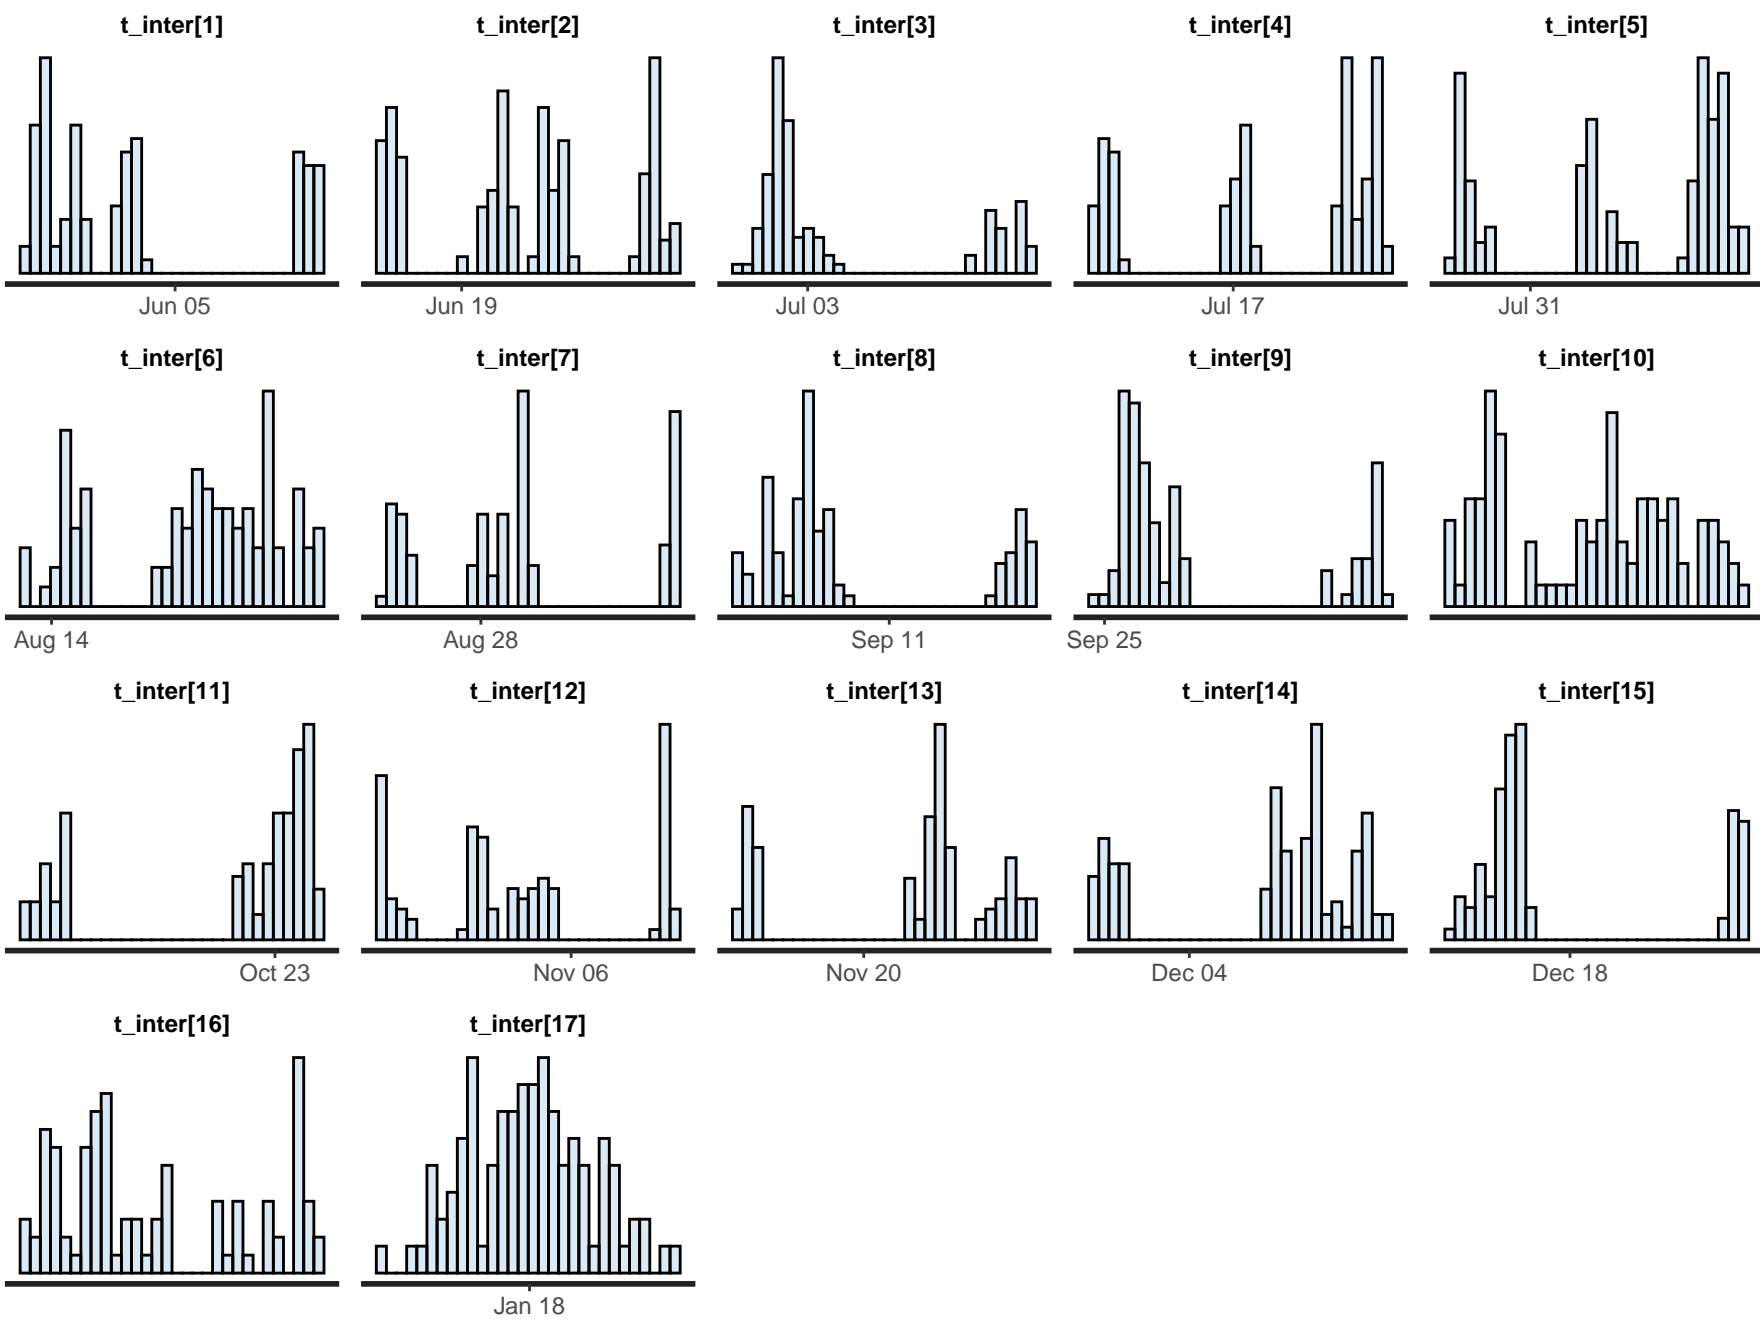 t_inter[1] t_inter[2] t_inter[3] t_inter[4] t_inter[5]
Jun 05 Jun 19 Jul 03 Jul 17 Jul 31
t_inter[6] t_inter[7] t_inter[8] t_inter[9] t_inter[10]
Aug 14 Aug 28 Sep 11 Sep 25
t_inter[11] t_inter[12] t_inter[13] t_inter[14] t_inter[15]
Oct 23 Nov 06 Nov 20 Dec 04 Dec 18
t_inter[16] t_inter[17]
Jan 18